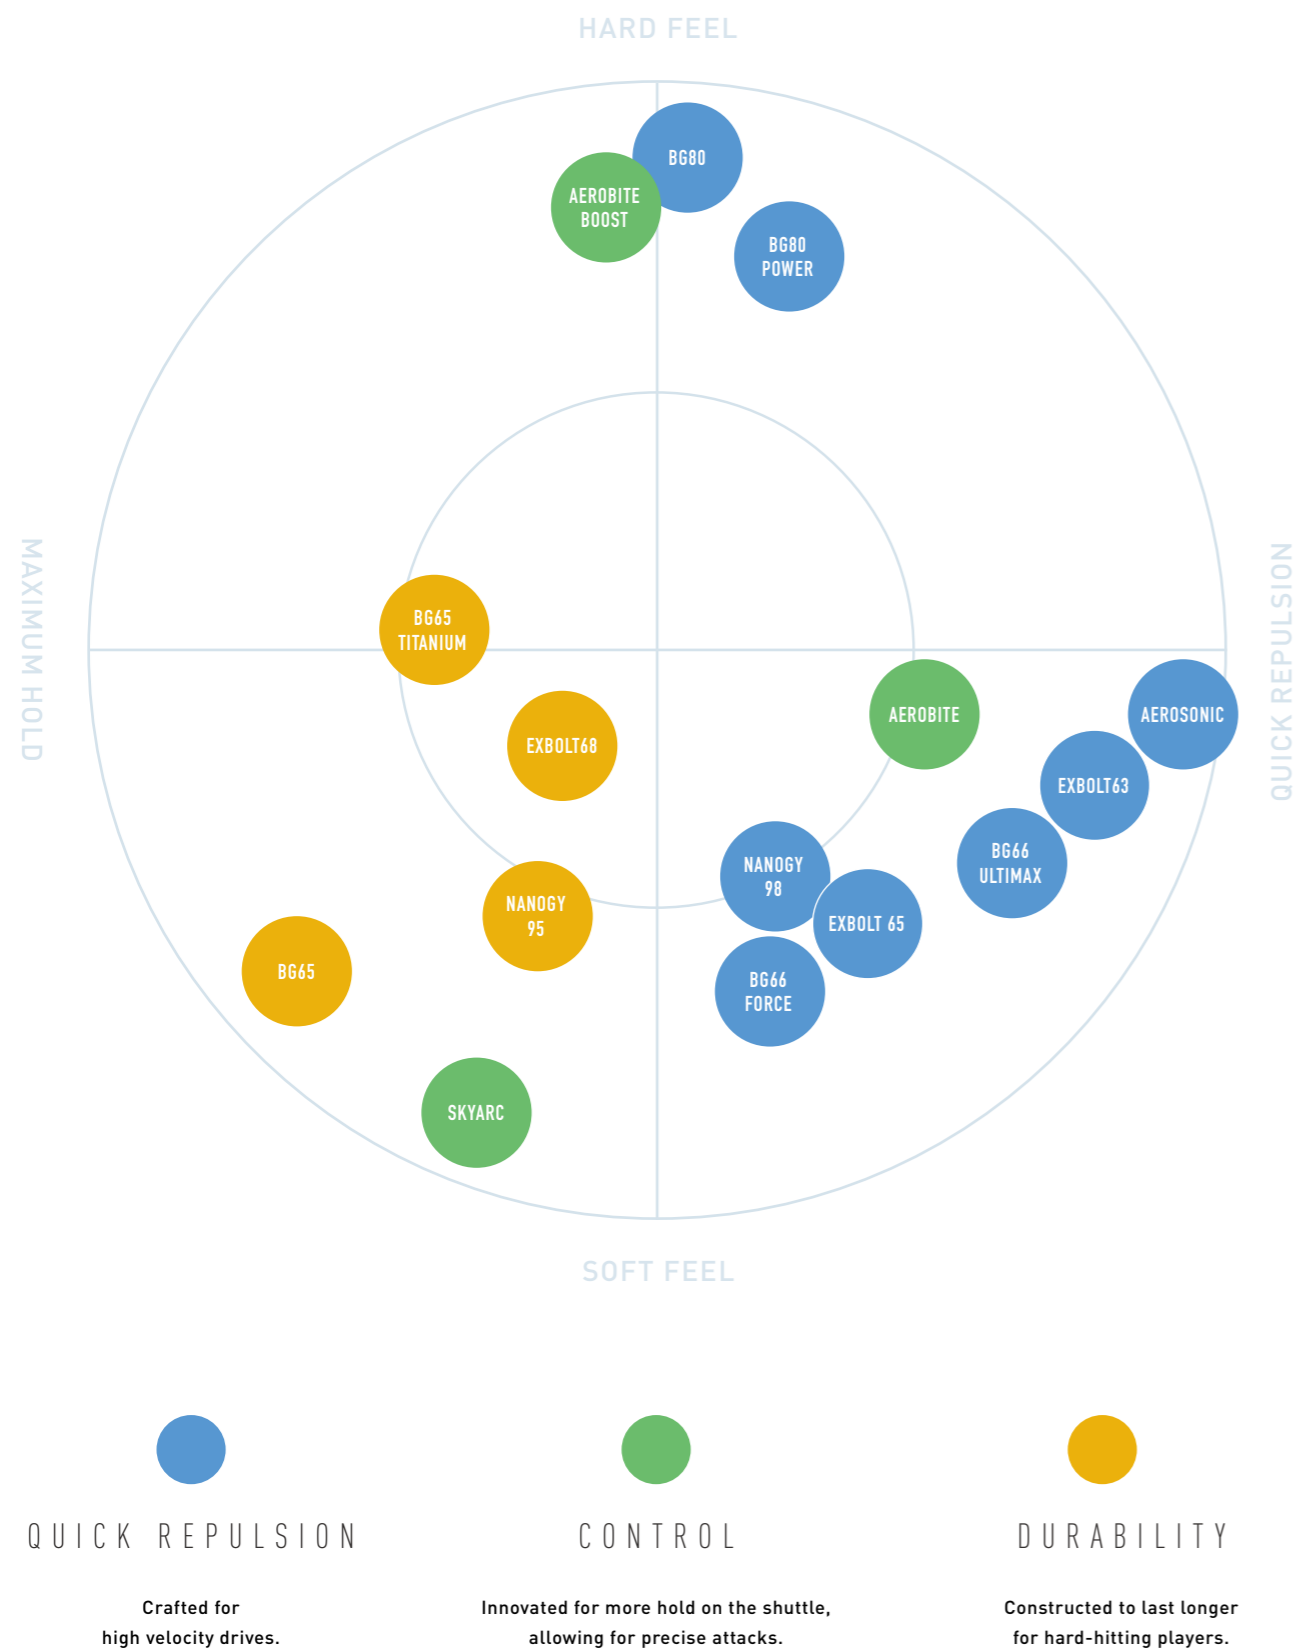 HARD FEEL
BG80
AEROBITE
BOOST
BG80
POWER
MAXIMUM HOLD
QUICK REPULSION
BG65
TITANIUM
AEROBITE
AEROSONIC
EXBOLT68
EXBOLT63
BG66
ULTIMAX
NANOGY
98
NANOGY
95
EXBOLT 65
BG65
BG66
FORCE
SKYARC
SOFT FEEL
QUICK REPULSION
Crafted for
high velocity drives.
CONTROL
Innovated for more hold on the shuttle,
allowing for precise attacks.
DURABILITY
Constructed to last longer
for hard-hitting players.